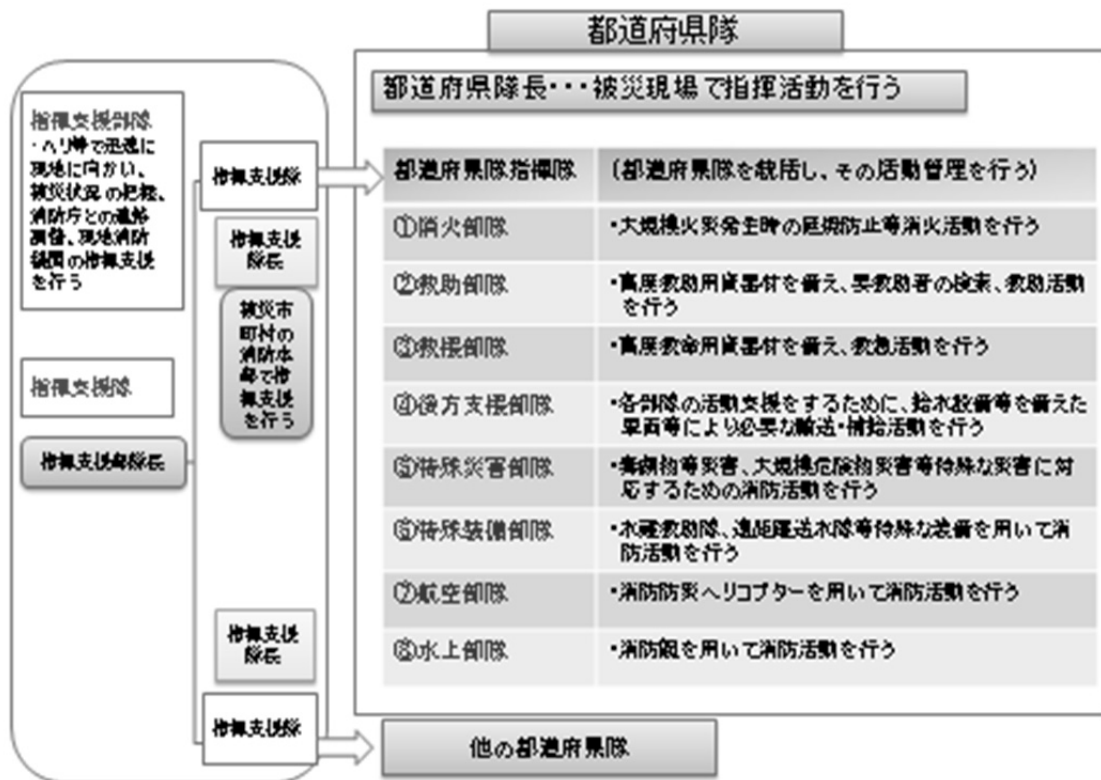 都道府県隊
都道府県隊長・・・被災現場で指揮活動を行う
指揮支援部隊
・ヘリ等で迅速に
現地に向かい、
被災状況の把握、
消防庁との連絡
調整、現地消防
機関の指揮支援
を行う
指揮支援隊
指揮支援部隊長
指揮支援隊
指揮支援
隊長
被災市
町村の
消防本
部で指
揮支援
を行う
指揮支援
隊長
指揮支援隊
都道府県隊指揮隊 (都道府県隊を統括し、その活動管理を行う)
①消火部隊 ・大規模火災発生時の延焼防止等消火活動を行う
②救助部隊 ・高度救助用資器材を備え、要救助者の検索、救助活動
を行う
③救援部隊 ・高度救命用資器材を備え、救急活動を行う
④後方支援部隊 ・各部隊の活動支援をするために、給水設備等を備えた
車両等により必要な輸送・補給活動を行う
⑤特殊災害部隊 ・毒劇物等災害、大規模危険物災害等特殊な災害に対
応するための消防活動を行う
⑥特殊装備部隊 ・水難救助隊、遠距離送水隊等特殊な装備を用いて消
防活動を行う
⑦航空部隊 ・消防防災ヘリコプターを用いて消防活動を行う
⑧水上部隊 ・消防艇を用いて消防活動を行う
他の都道府県隊